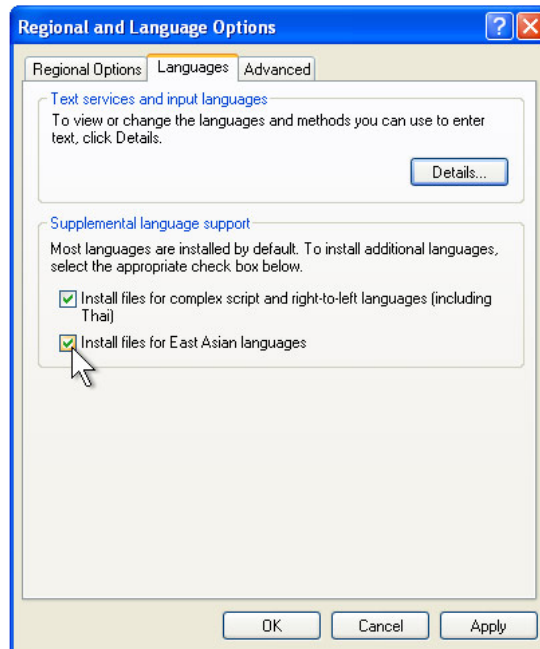 Regional and Language Options
Regional Options Languages Advanced
Text services and input languages
To view or change the languages and methods you can use to enter
text, click Details.
Details...
Supplemental language support
Most languages are installed by default. To install additional languages,
select the appropriate check box below.
Install files for complex script and right-to-left languages (including
Thai)
Install files for East Asian languages
OK Cancel Apply